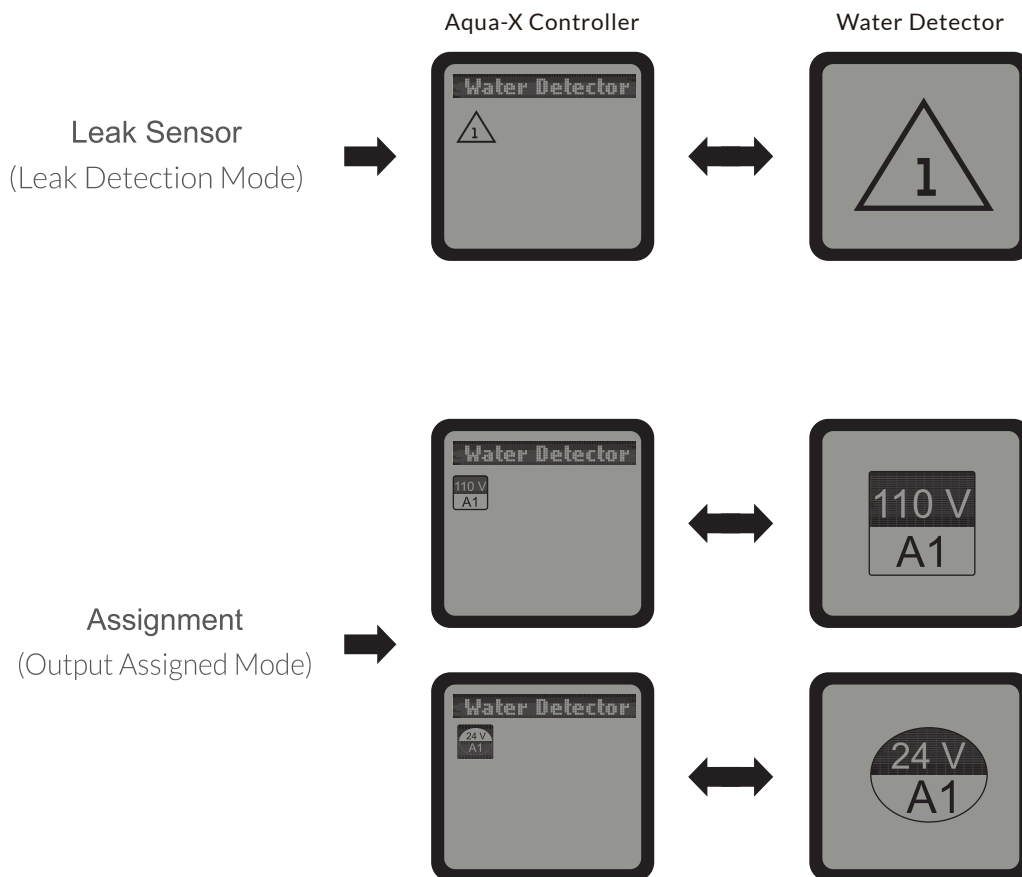 Aqua-X Controller
Water Detector
Leak Sensor
(Leak Detection Mode)
Water Detector
1
1
Assignment
(Output Assigned Mode)
Water Detector
110 V
A1
110 V
A1
Water Detector
24 V
A1
24 V
A1